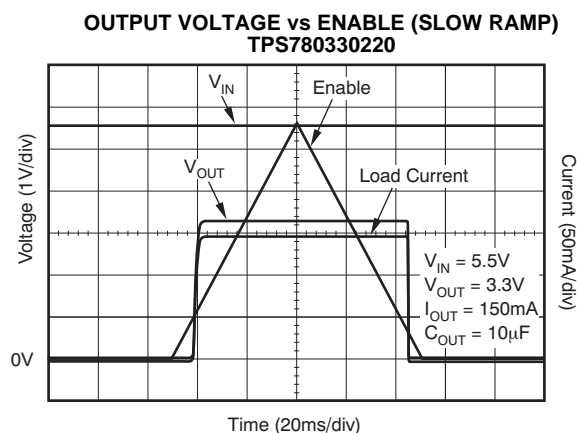 OUTPUT VOLTAGE vs ENABLE (SLOW RAMP)
TPS780330220
V_IN
Enable
V_OUT
Load Current
Voltage (1V/div)
Current (50mA/div)
V_IN = 5.5V
V_OUT = 3.3V
I_OUT = 150mA
C_OUT = 10μF
0V
Time (20ms/div)